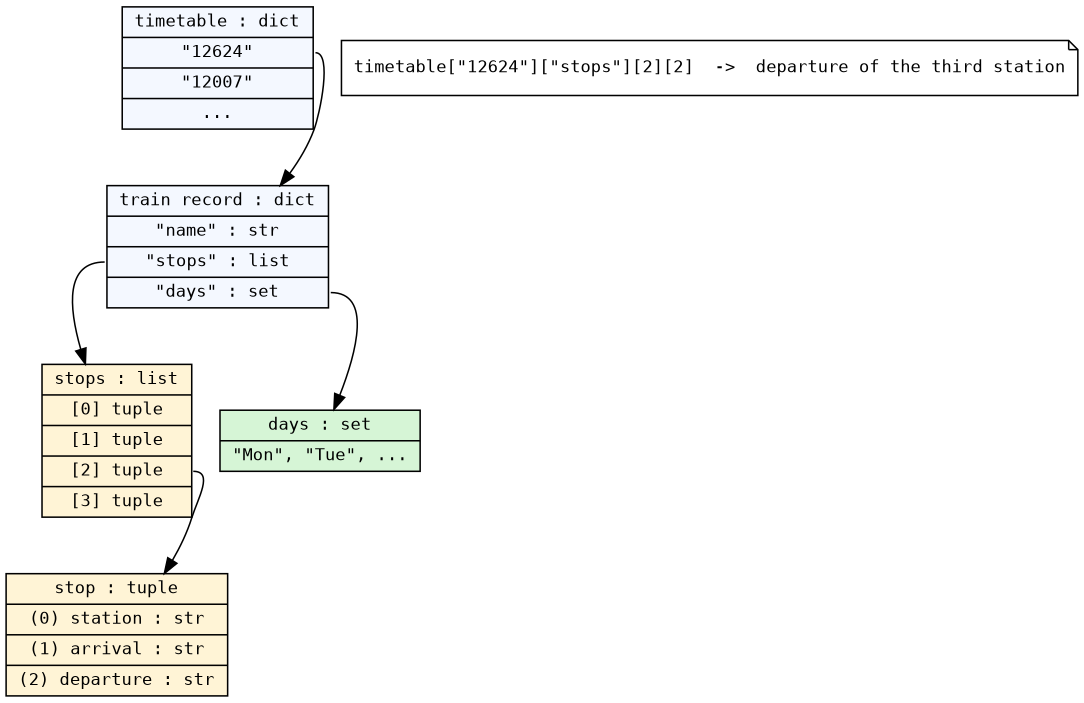 timetable : dict
"12624"
"12007"
...
timetable["12624"]["stops"][2][2]  ->  departure of the third station
train record : dict
"name" : str
"stops" : list
"days" : set
stops : list
[0] tuple
[1] tuple
[2] tuple
[3] tuple
days : set
"Mon", "Tue", ...
stop : tuple
(0) station : str
(1) arrival : str
(2) departure : str